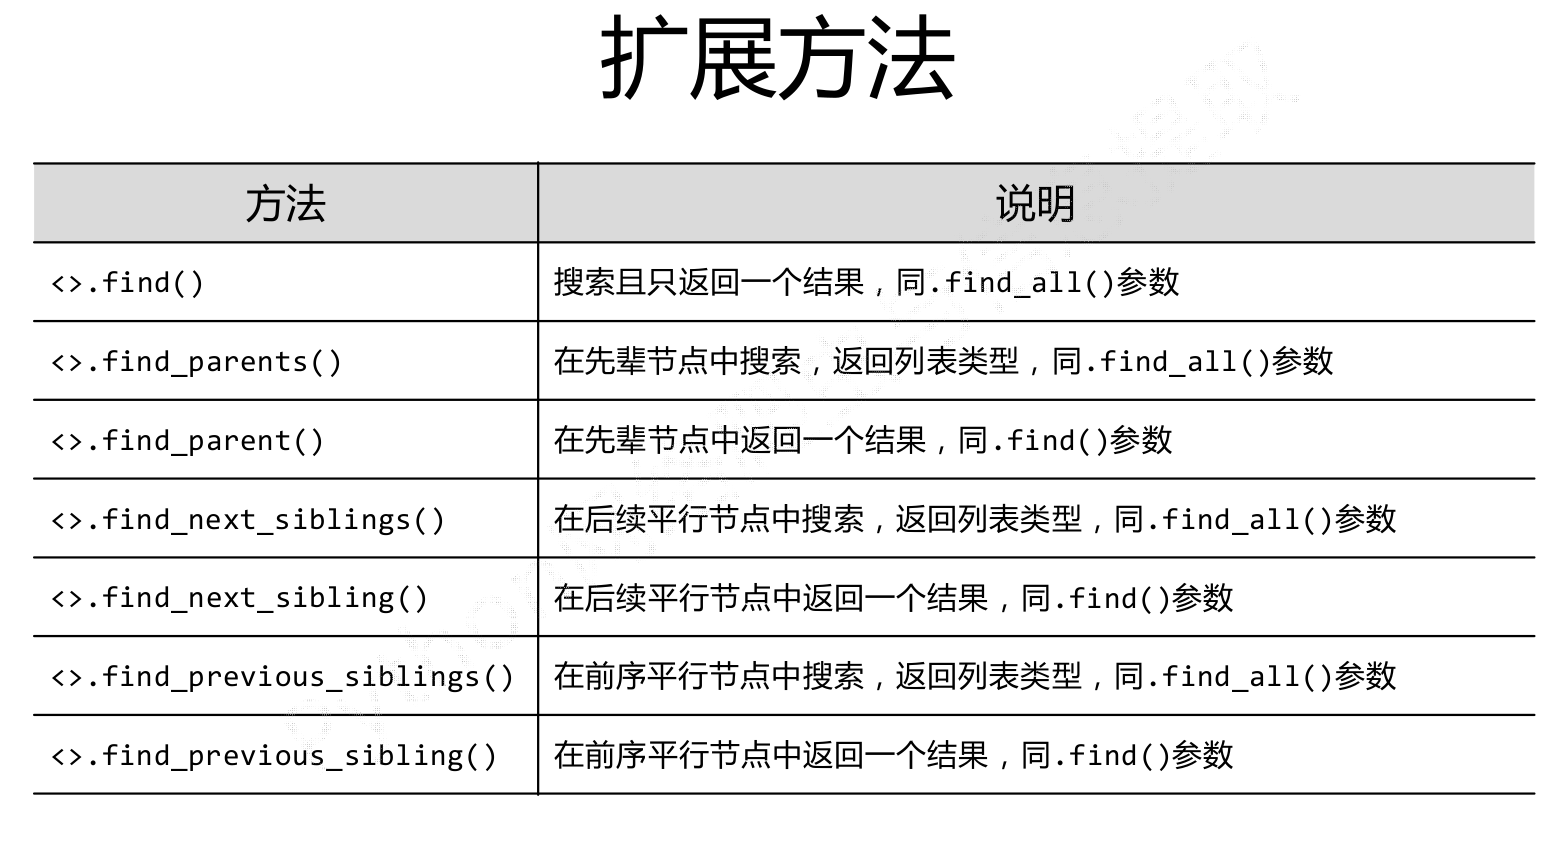 扩展方法
方法 说明
<>.find() 搜索且只返回一个结果，同.find_all()参数
<>.find_parents() 在先辈节点中搜索，返回列表类型，同.find_all()参数
<>.find_parent() 在先辈节点中返回一个结果，同.find()参数
<>.find_next_siblings() 在后续平行节点中搜索，返回列表类型，同.find_all()参数
<>.find_next_sibling() 在后续平行节点中返回一个结果，同.find()参数
<>.find_previous_siblings() 在前序平行节点中搜索，返回列表类型，同.find_all()参数
<>.find_previous_sibling() 在前序平行节点中返回一个结果，同.find()参数